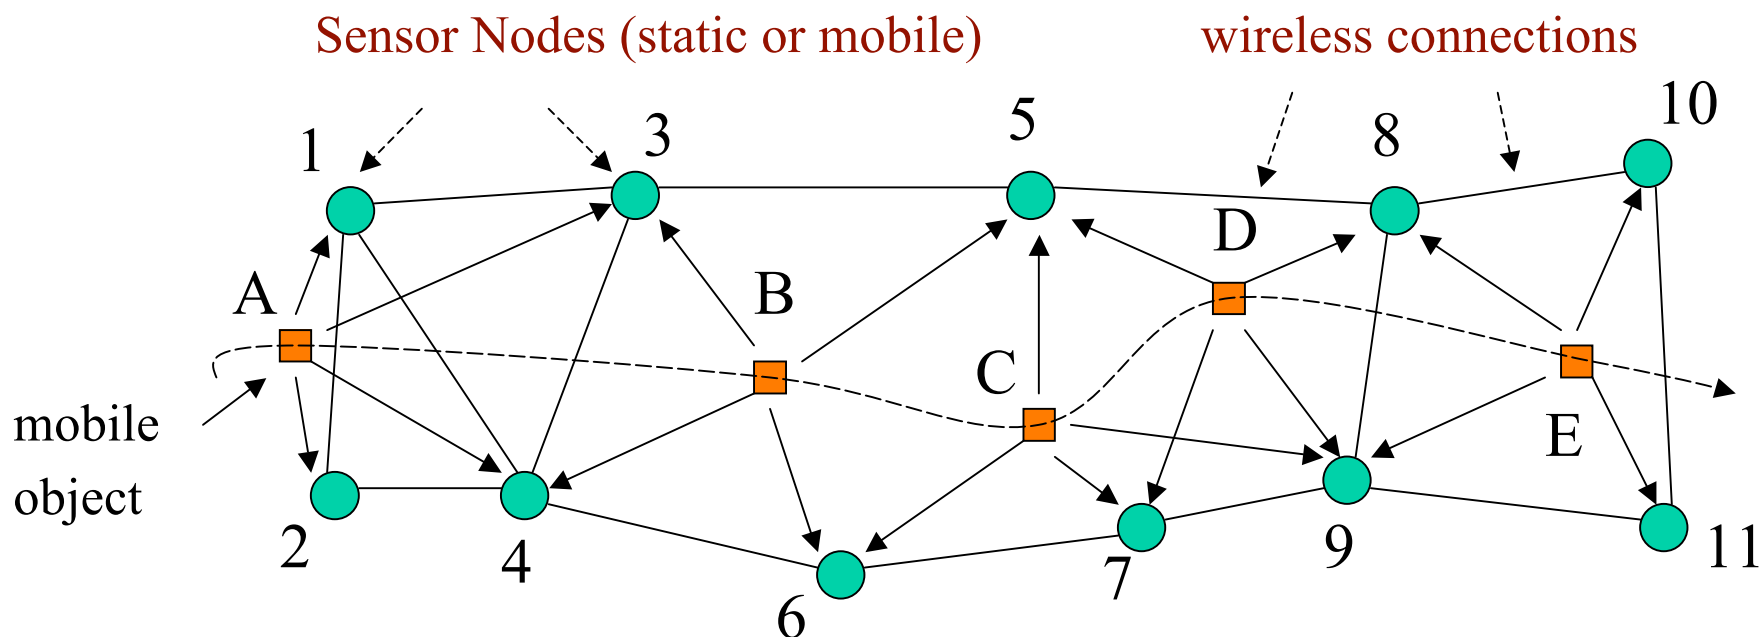 Sensor Nodes (static or mobile)
wireless connections
10
1
3
5
8
D
A
B
C
mobile
E
object
2
4
9
11
7
6